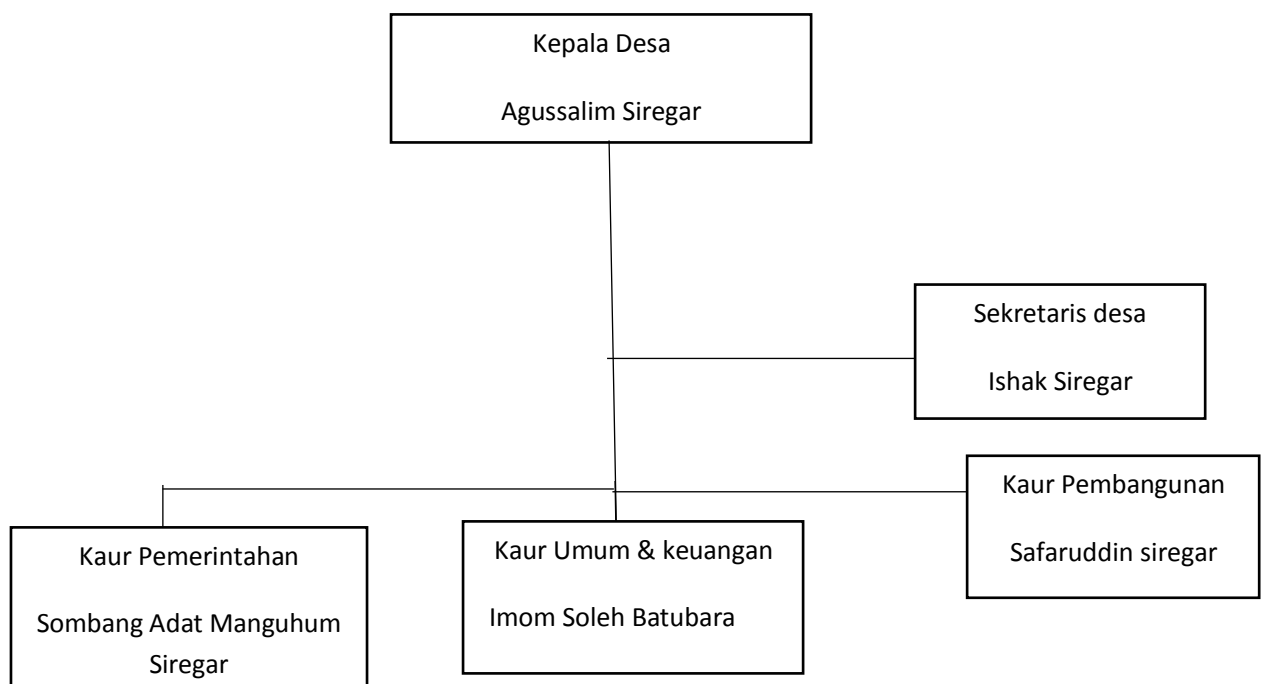 Kepala Desa
Agussalim Siregar
Sekretaris desa
Ishak Siregar
Kaur Pembangunan
Safaruddin siregar
Kaur Umum & keuangan
Imom Soleh Batubara
Kaur Pemerintahan
Sombang Adat Manguhum
Siregar